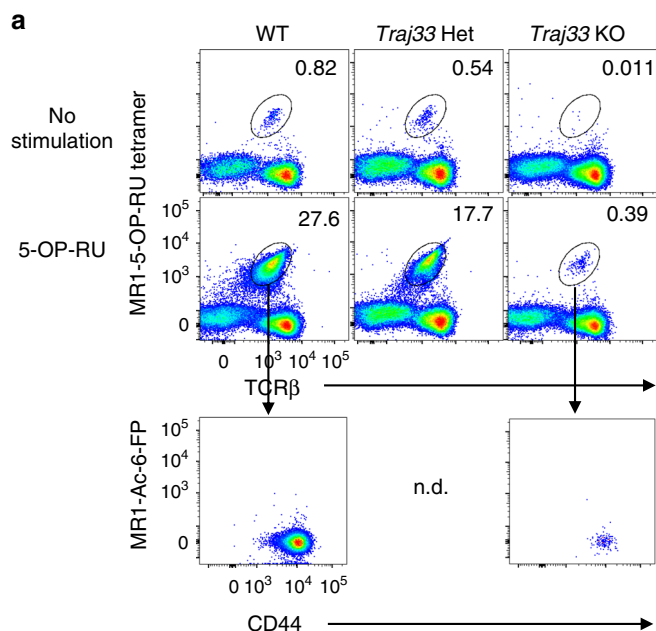 a
WT Traj33 Het Traj33 KO
No stimulation
MR1-5-OP-RU tetramer
0.82 0.54 0.011
5-OP-RU
10⁵
10⁴
10³
0
27.6 17.7 0.39
0 10³ 10⁴ 10⁵
TCRβ
MR1-Ac-6-FP
10⁵
10⁴
10³
0
n.d.
0 10³ 10⁴ 10⁵
CD44